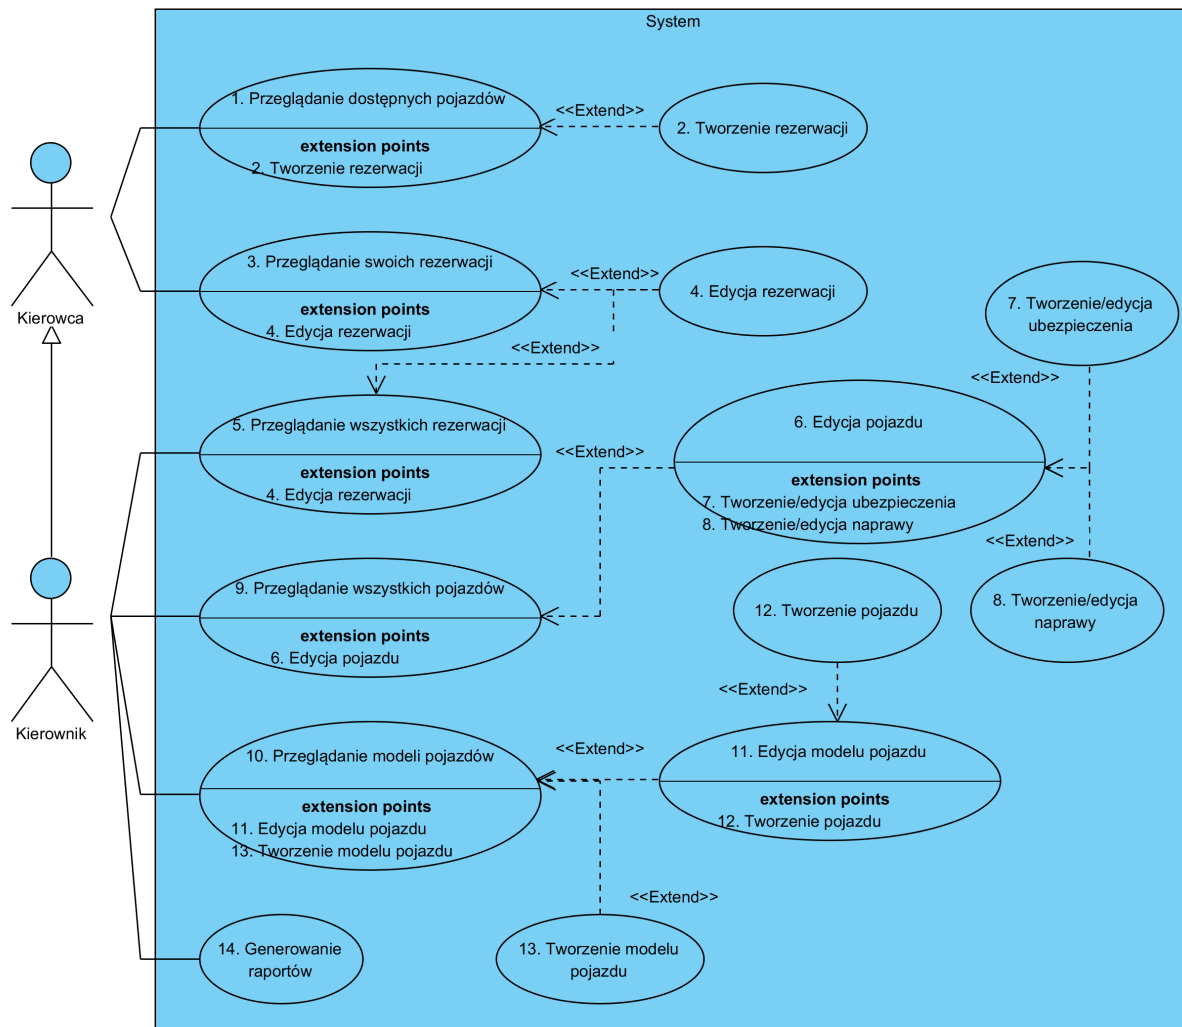 System
1. Przeglądanie dostępnych pojazdów
extension points
2. Tworzenie rezerwacji
<<Extend>>
2. Tworzenie rezerwacji
Kierowca
3. Przeglądanie swoich rezerwacji
extension points
4. Edycja rezerwacji
<<Extend>>
4. Edycja rezerwacji
<<Extend>>
7. Tworzenie/edycja
ubezpieczenia
<<Extend>>
5. Przeglądanie wszystkich rezerwacji
extension points
4. Edycja rezerwacji
<<Extend>>
6. Edycja pojazdu
extension points
7. Tworzenie/edycja ubezpieczenia
8. Tworzenie/edycja naprawy
<<Extend>>
8. Tworzenie/edycja
naprawy
9. Przeglądanie wszystkich pojazdów
extension points
6. Edycja pojazdu
12. Tworzenie pojazdu
<<Extend>>
Kierownik
10. Przeglądanie modeli pojazdów
extension points
11. Edycja modelu pojazdu
13. Tworzenie modelu pojazdu
<<Extend>>
11. Edycja modelu pojazdu
extension points
12. Tworzenie pojazdu
<<Extend>>
14. Generowanie
raportów
13. Tworzenie modelu
pojazdu